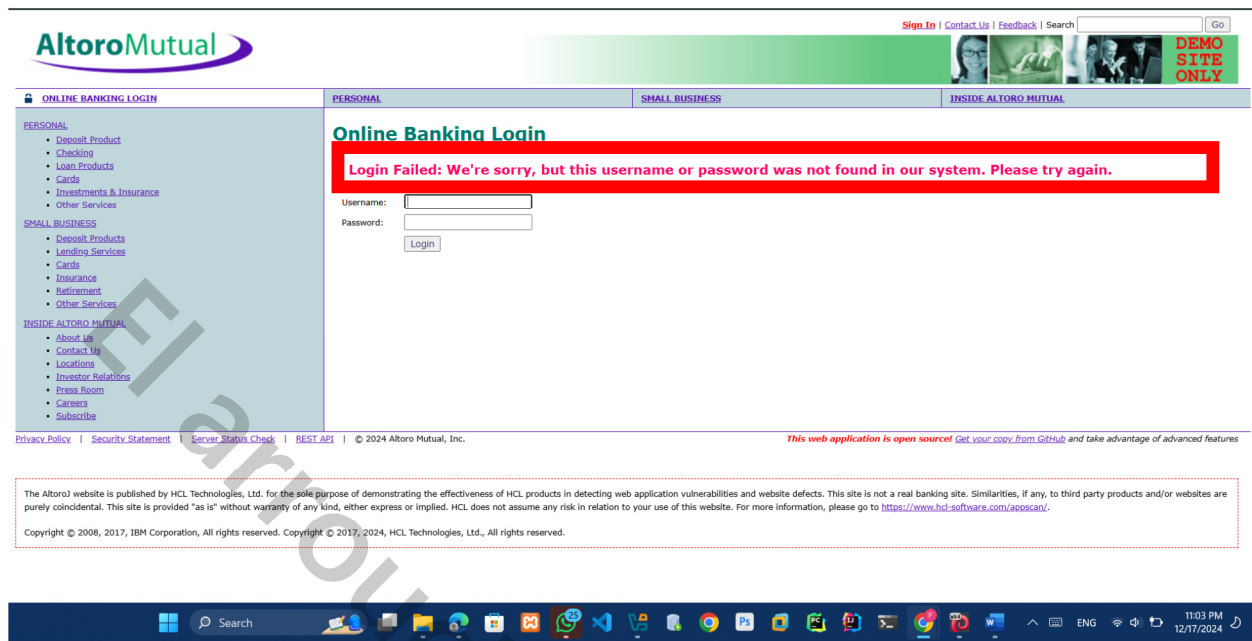 Sign In | Contact Us | Feedback | Search Go
AltoroMutual
DEMO
SITE
ONLY
ONLINE BANKING LOGIN
PERSONAL
SMALL BUSINESS
INSIDE ALTORO MUTUAL
PERSONAL
• Deposit Product
• Checking
• Loan Products
• Cards
• Investments & Insurance
• Other Services
SMALL BUSINESS
• Deposit Products
• Lending Services
• Cards
• Insurance
• Retirement
• Other Services
INSIDE ALTORO MUTUAL
• About Us
• Contact Us
• Locations
• Investor Relations
• Press Room
• Careers
• Subscribe
Online Banking Login
Login Failed: We're sorry, but this username or password was not found in our system. Please try again.
Username:
Password:
Login
Privacy Policy | Security Statement | Server Status Check | REST API | © 2024 Altoro Mutual, Inc.
This web application is open source! Get your copy from GitHub and take advantage of advanced features
The AltoroJ website is published by HCL Technologies, Ltd. for the sole purpose of demonstrating the effectiveness of HCL products in detecting web application vulnerabilities and website defects. This site is not a real banking site. Similarities, if any, to third party products and/or websites are
purely coincidental. This site is provided "as is" without warranty of any kind, either express or implied. HCL does not assume any risk in relation to your use of this website. For more information, please go to https://www.hcl-software.com/appscan/.
Copyright © 2008, 2017, IBM Corporation, All rights reserved. Copyright © 2017, 2024, HCL Technologies, Ltd., All rights reserved.
El arrou
Search
25
Ps
PC
ENG
11:03 PM
12/17/2024